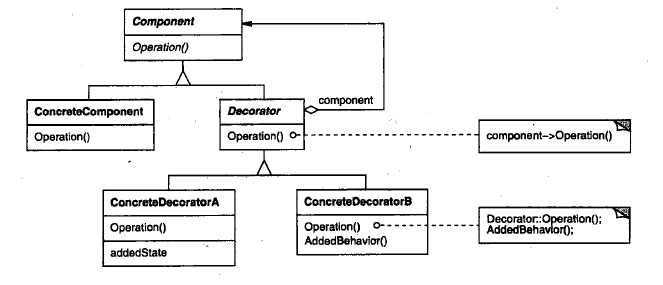 Component
Operation()
component
ConcreteComponent
Operation()
Decorator
Operation()
component–>Operation()
ConcreteDecoratorA
Operation()
addedState
ConcreteDecoratorB
Operation()
AddedBehavior()
Decorator::Operation();
AddedBehavior();